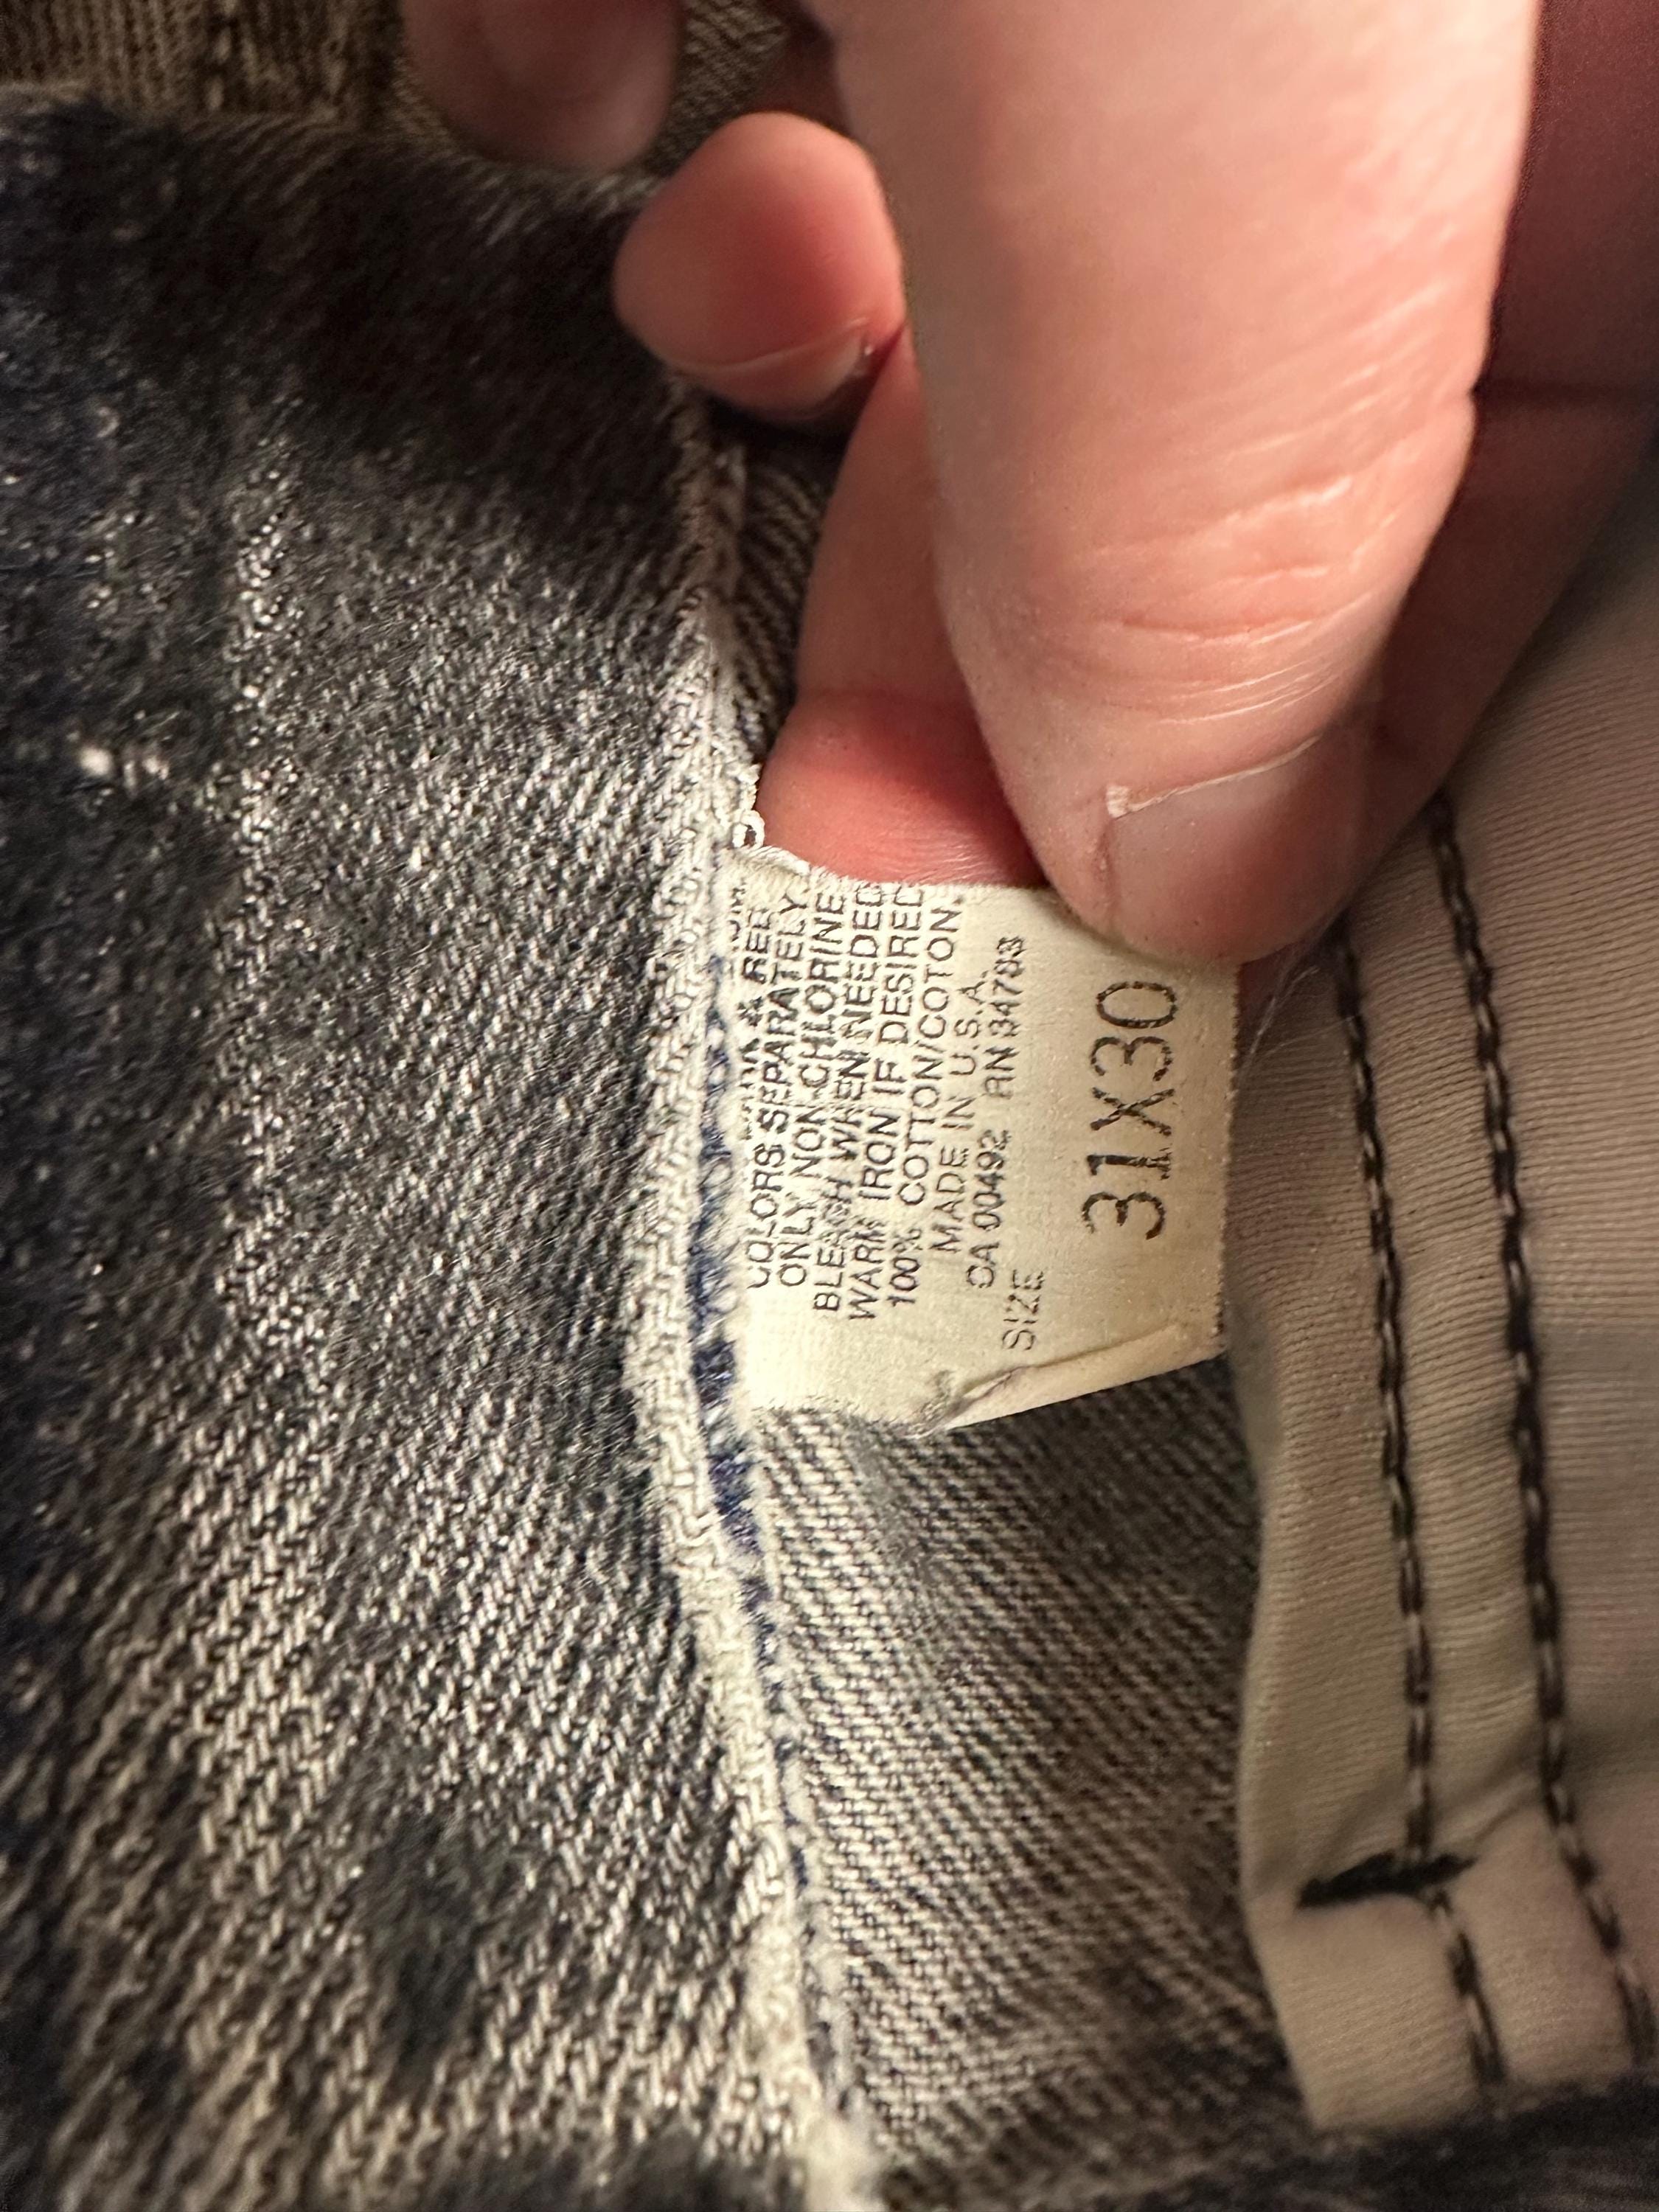 COLORS SEPARATELY.
ONLY NON-CHLORINE
BLEACH WHEN NEEDED
WARM IRON IF DESIRED
100% COTTON/COTON
MADE IN U.S.A.
CA 00492 RN 34703
SIZE
31X30